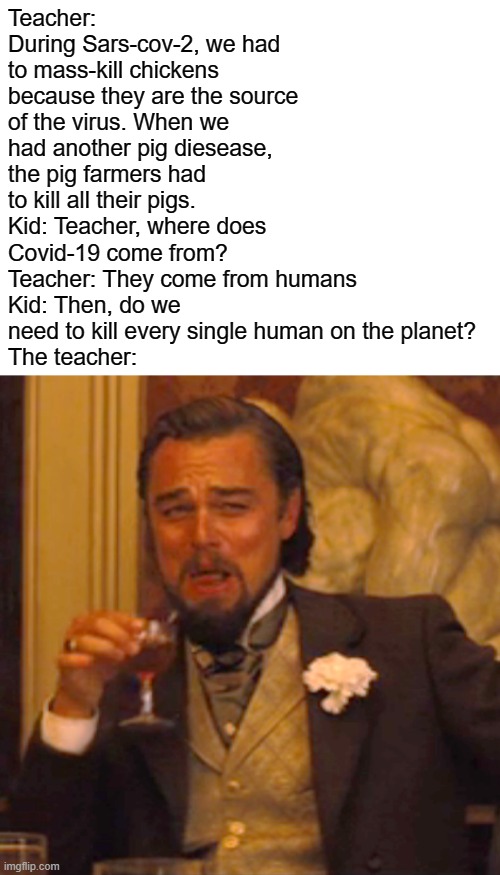 Teacher:
During Sars-cov-2, we had
to mass-kill chickens
because they are the source
of the virus. When we
had another pig diesease,
the pig farmers had
to kill all their pigs.
Kid: Teacher, where does
Covid-19 come from?
Teacher: They come from humans
Kid: Then, do we
need to kill every single human on the planet?
The teacher:
imgflip.com